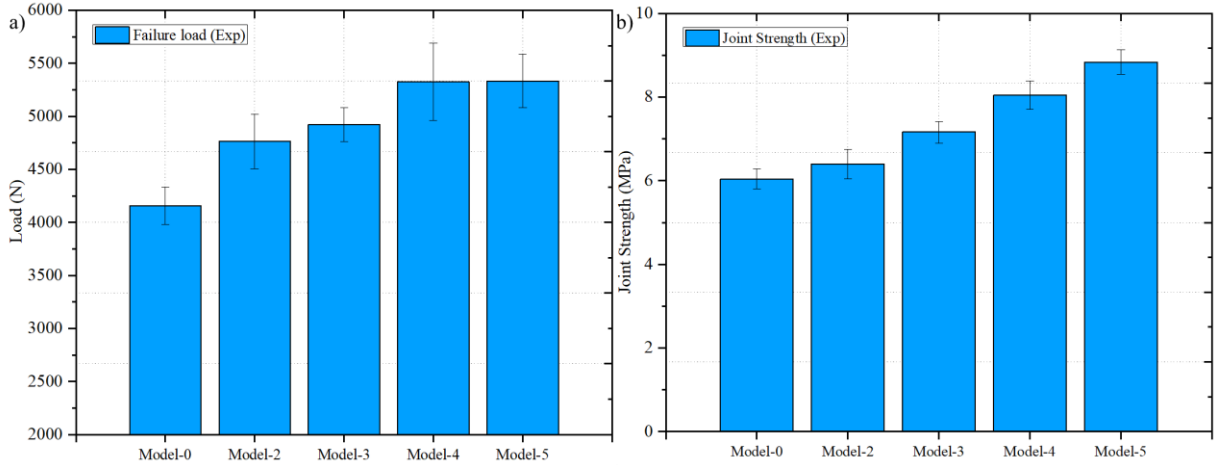 a)
Failure load (Exp)
Load (N)
6000
5500
5000
4500
4000
3500
3000
2500
2000
Model-0 Model-2 Model-3 Model-4 Model-5
b)
Joint Strength (Exp)
Joint Strength (MPa)
10
8
6
4
2
0
Model-0 Model-2 Model-3 Model-4 Model-5